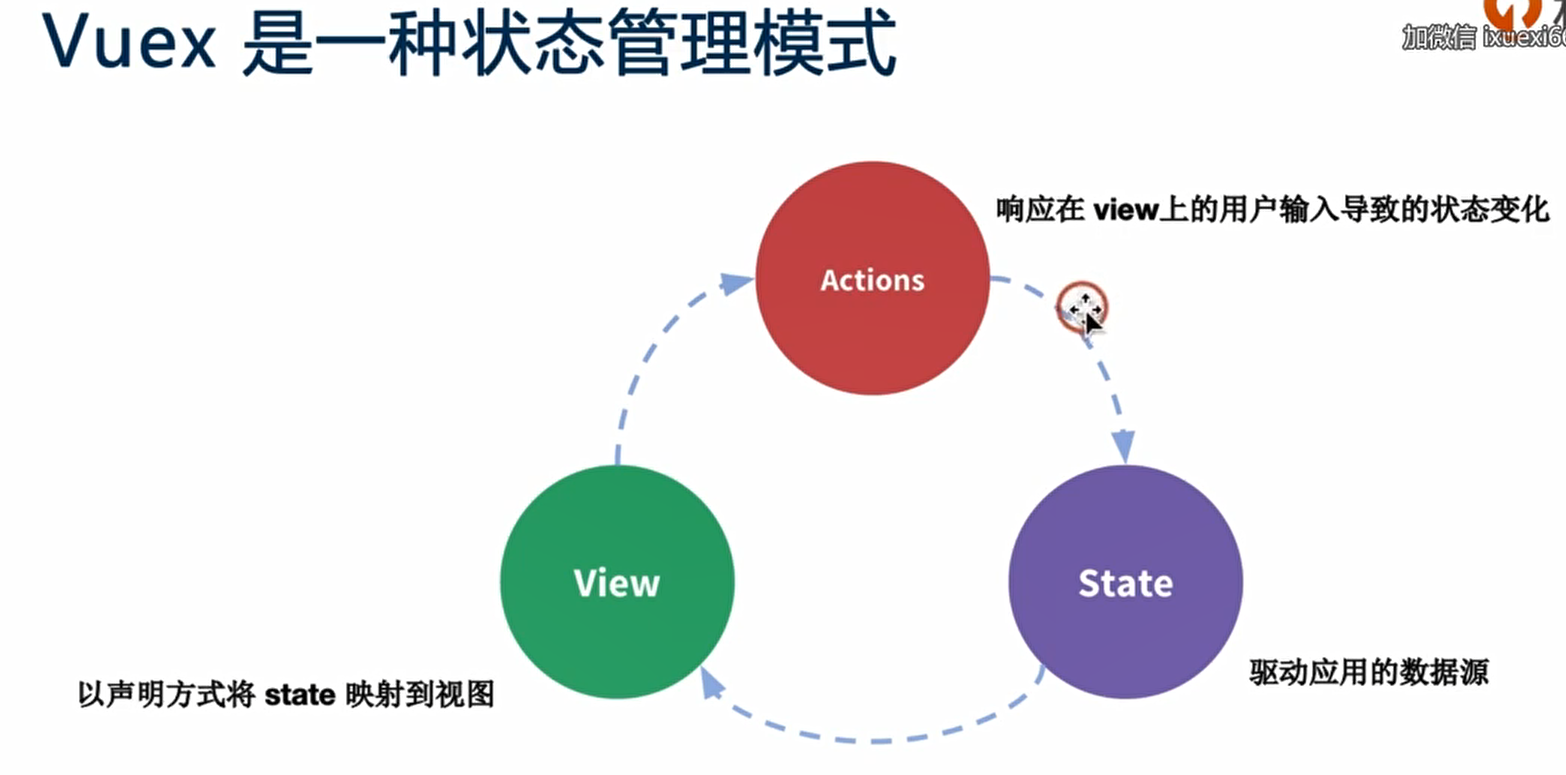 Vuex 是一种状态管理模式
加微信 ixuexi6
响应在 view上的用户输入导致的状态变化
Actions
View
State
驱动应用的数据源
以声明方式将 state 映射到视图